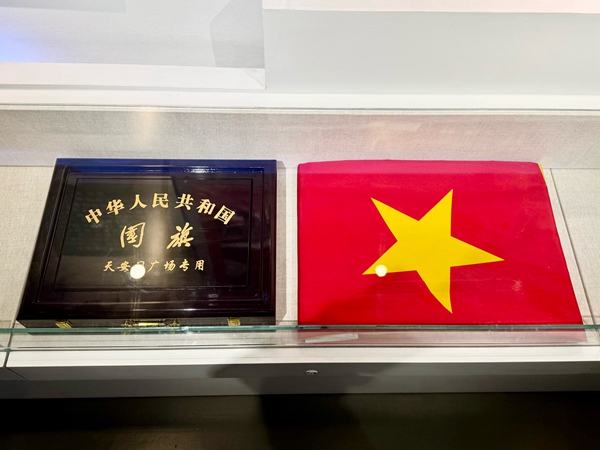 中华人民共和国
国旗
天安门广场专用